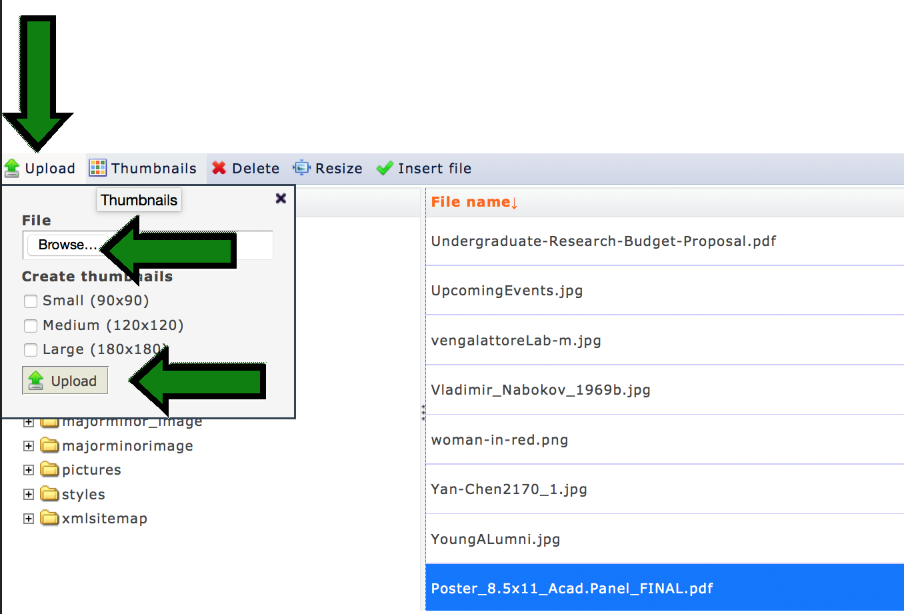 Upload Thumbnails Delete Resize Insert file
Thumbnails
File
Browse...
Create thumbnails
Small (90x90)
Medium (120x120)
Large (180x180)
Upload
majorminor_image
majorminorimage
pictures
styles
xmlsitemap
File name↓
Undergraduate-Research-Budget-Proposal.pdf
UpcomingEvents.jpg
vengalattoreLab-m.jpg
Vladimir_Nabokov_1969b.jpg
woman-in-red.png
Yan-Chen2170_1.jpg
YoungALumni.jpg
Poster_8.5x11_Acad.Panel_FINAL.pdf